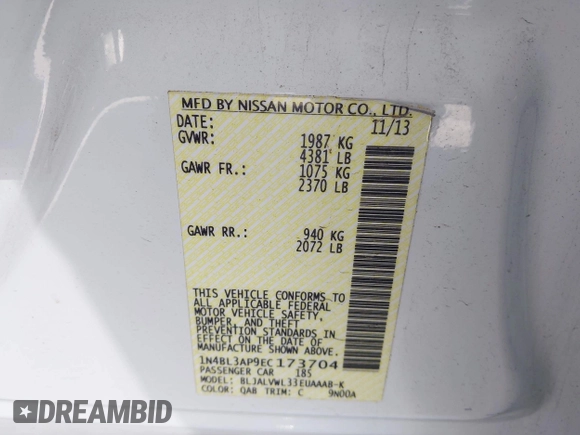 MFD BY NISSAN MOTOR CO., LTD.
DATE: 11/13
GVWR: 1987 KG
4381 LB
GAWR FR.: 1075 KG
2370 LB
GAWR RR.: 940 KG
2072 LB
THIS VEHICLE CONFORMS TO
ALL APPLICABLE FEDERAL
MOTOR VEHICLE SAFETY,
BUMPER, AND THEFT
PREVENTION STANDARDS IN
EFFECT ON THE DATE OF
MANUFACTURE SHOWN ABOVE.
1N4BL3AP9EC173704
PASSENGER CAR 185
MODEL: BLJALVWL33EUAAAB-K
COLOR: QAB TRIM: C 9N00A
DREAMBID
DREAMBID